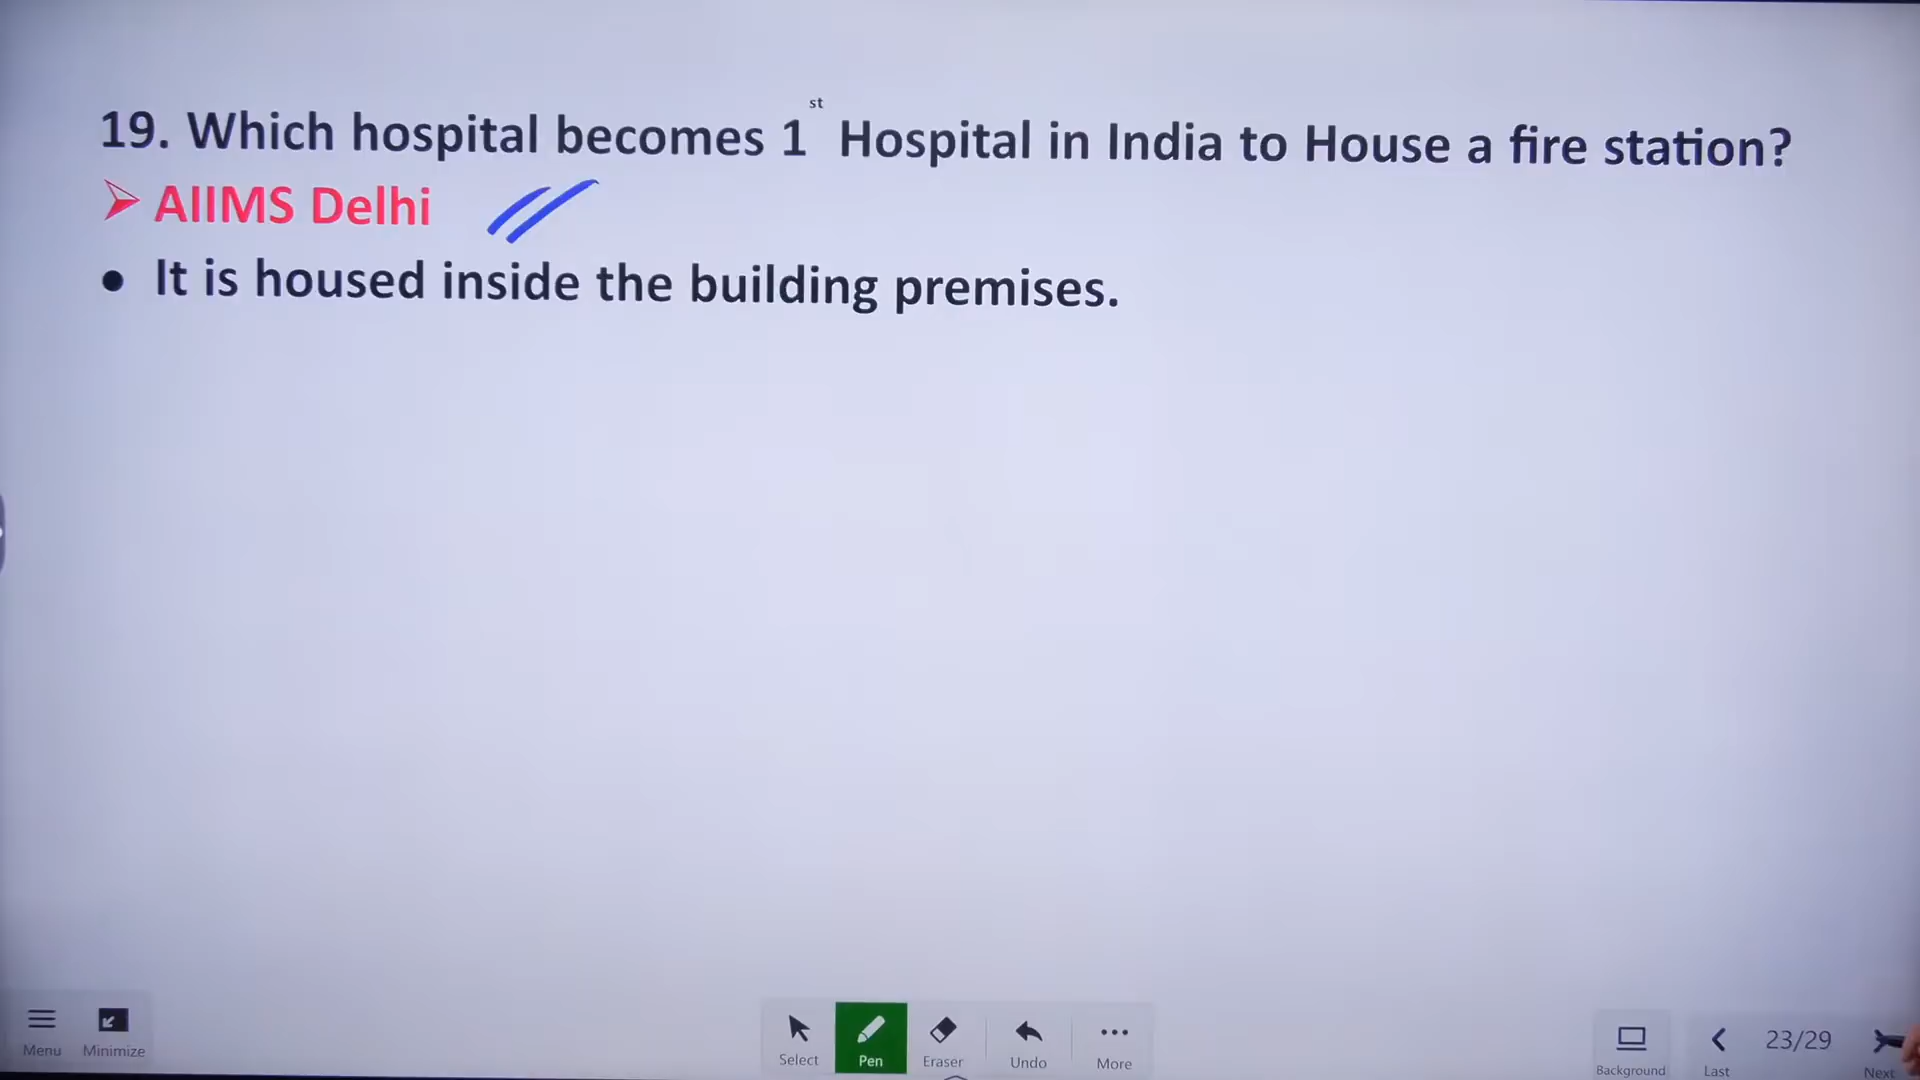 19. Which hospital becomes 1st Hospital in India to House a fire station?
➢ AIIMS Delhi
• It is housed inside the building premises.
Menu
Minimize
Select
Pen
Eraser
Undo
More
Background
Last
23/29
Next